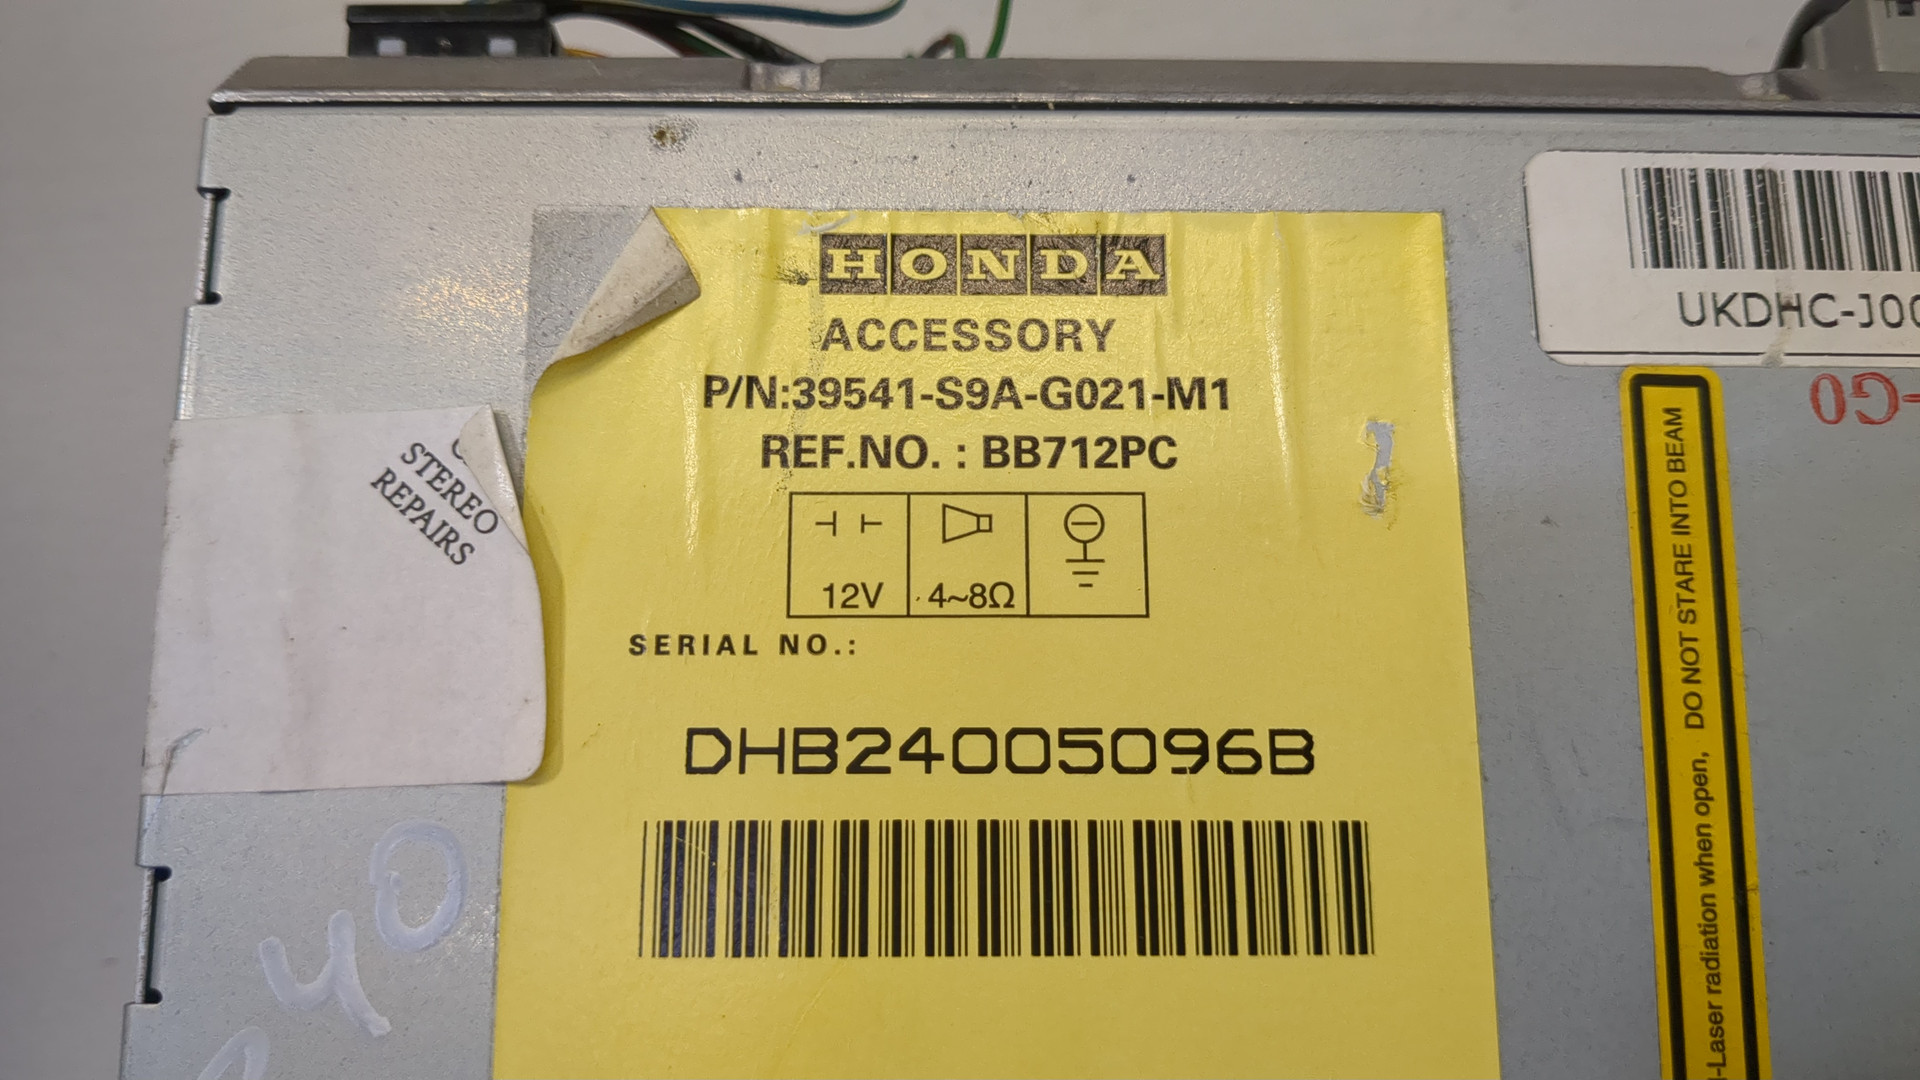 HONDA
ACCESSORY
P/N:39541-S9A-G021-M1
REF.NO. : BB712PC
12V
4~8Ω
SERIAL NO.:
DHB24005096B
STEREO
REPAIRS
UKDHC-J00
-Laser radiation when open, DO NOT STARE INTO BEAM